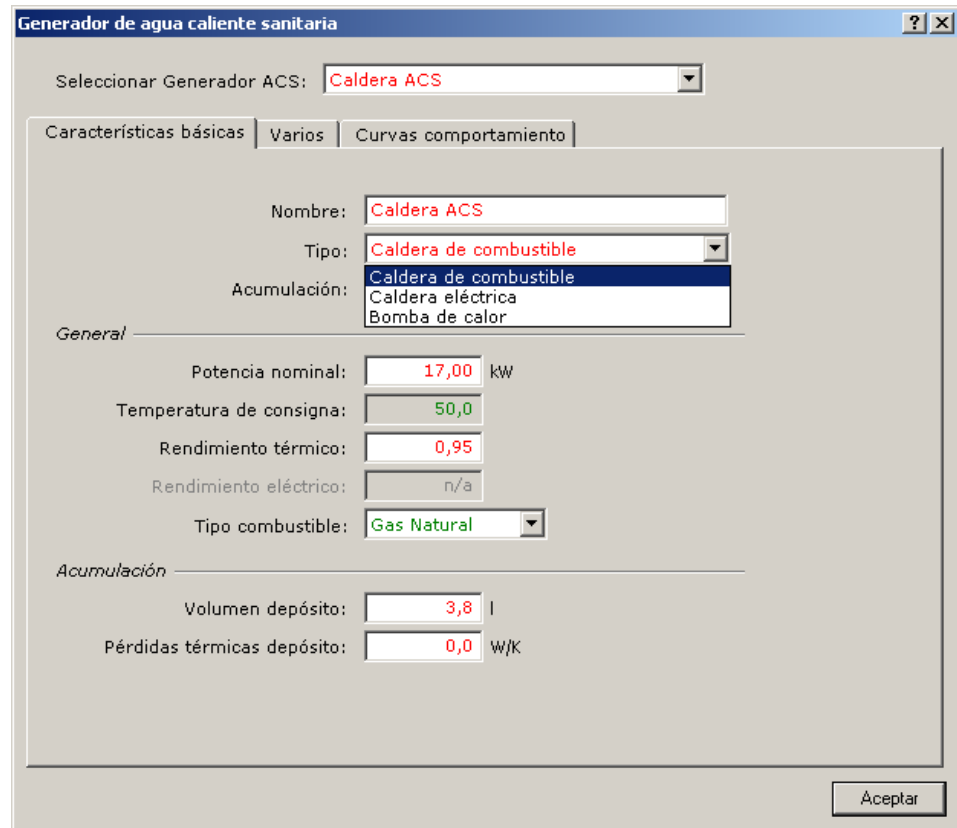 Generador de agua caliente sanitaria
Seleccionar Generador ACS: Caldera ACS
Características básicas Varios Curvas comportamiento
Nombre: Caldera ACS
Tipo: Caldera de combustible
Caldera de combustible
Acumulación: Caldera eléctrica
Bomba de calor
General
Potencia nominal: 17,00 kW
Temperatura de consigna: 50,0
Rendimiento térmico: 0,95
Rendimiento eléctrico: n/a
Tipo combustible: Gas Natural
Acumulación
Volumen depósito: 3,8 l
Pérdidas térmicas depósito: 0,0 W/K
Aceptar